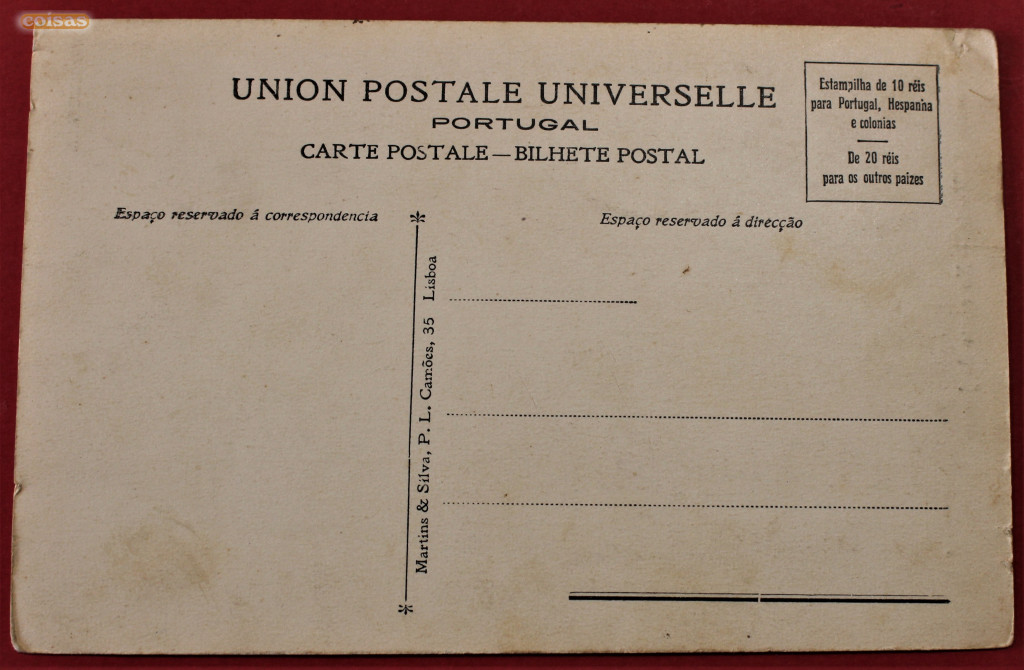 coisas
UNION POSTALE UNIVERSELLE
PORTUGAL
CARTE POSTALE — BILHETE POSTAL
Estampilha de 10 réis
para Portugal, Hespanha
e colonias
De 20 réis
para os outros paizes
Espaço reservado á correspondencia
Espaço reservado á direcção
Martins & Silva, P. L. Camões, 35 Lisboa